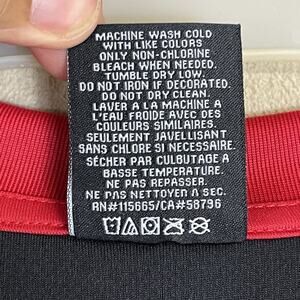 MACHINE WASH COLD
WITH LIKE COLORS
ONLY NON-CHLORINE
BLEACH WHEN NEEDED.
TUMBLE DRY LOW.
DO NOT IRON IF DECORATED.
DO NOT DRY CLEAN.
LAVER A LA MACHINE A
L'EAU FROIDE AVEC DES
COULEURS SIMILAIRES.
SEULEMENT JAVELLISANT
SANS CHLORE SI NECESSAIRE.
SÉCHER PAR CULBUTAGE A
BASSE TEMPERATURE.
NE PAS REPASSER.
NE PAS NETTOYER A SEC.
RN#115665/CA#58796